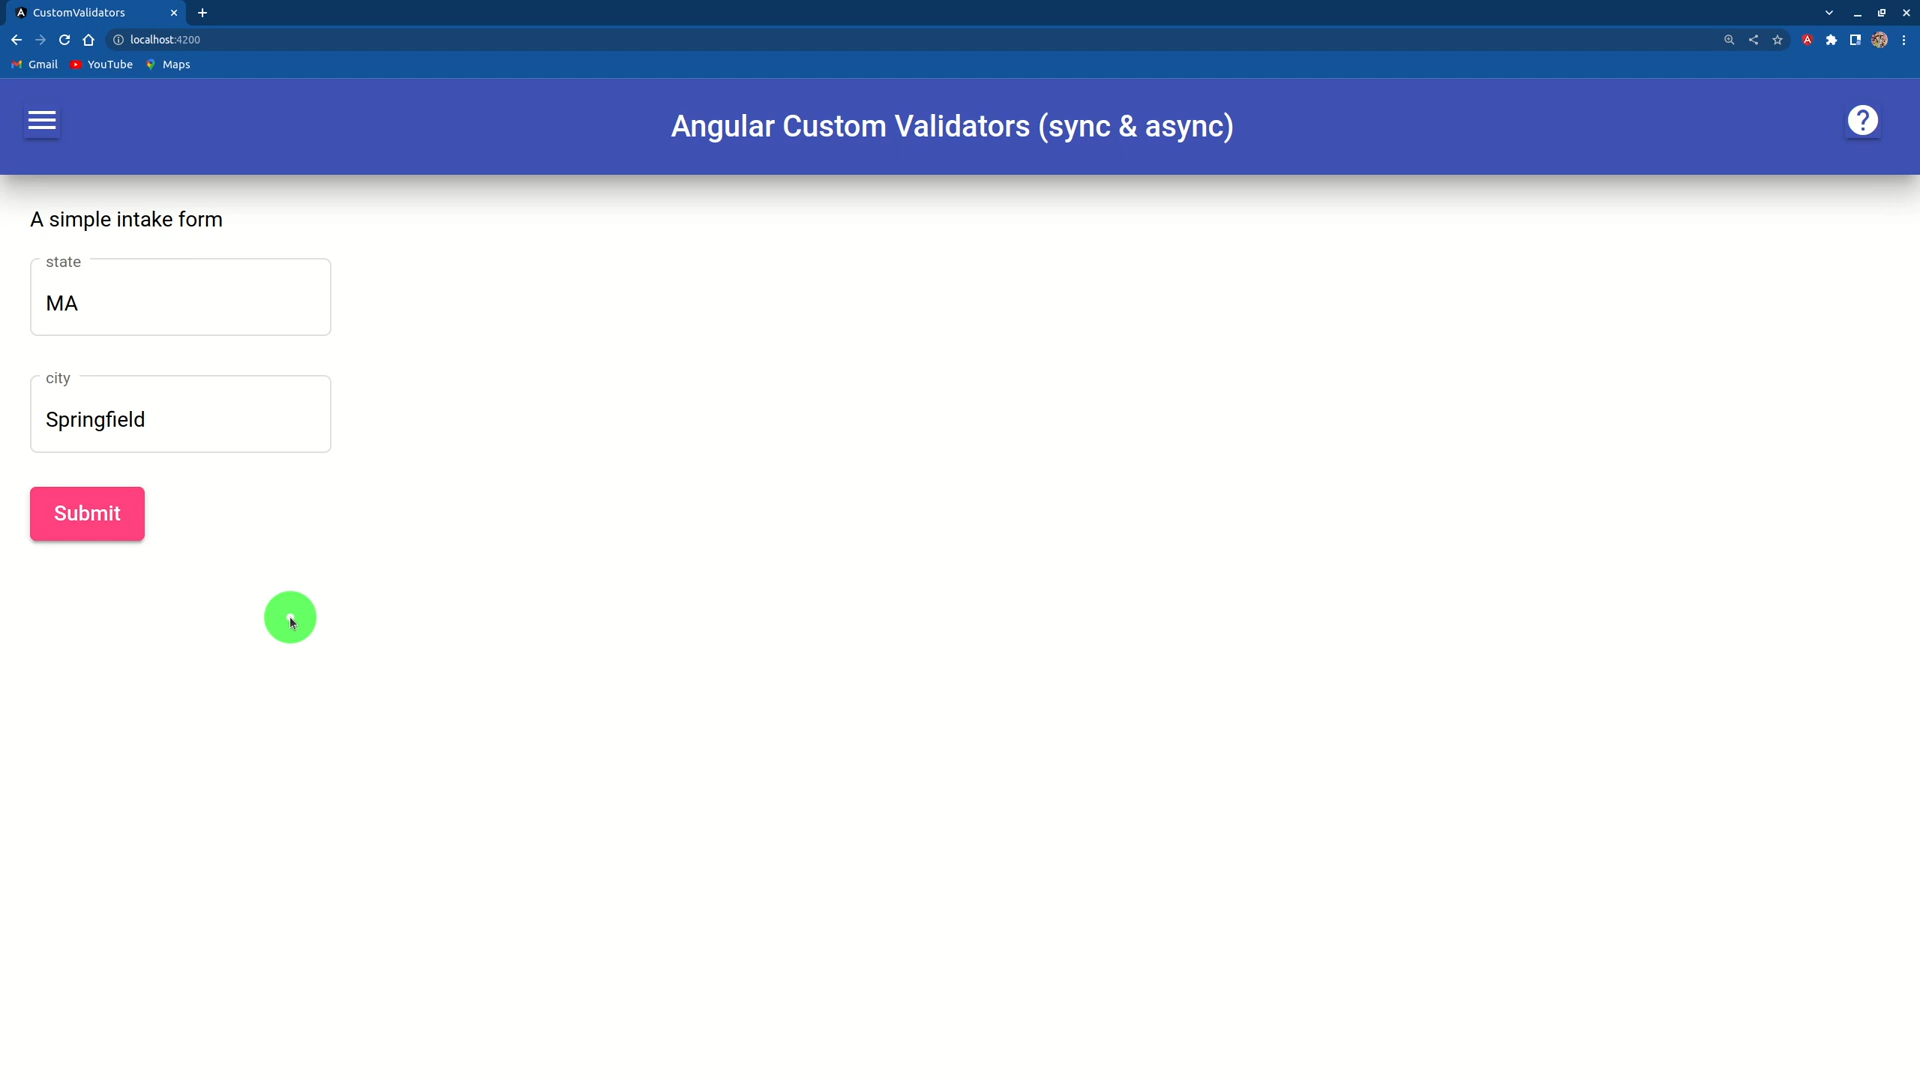 CustomValidators
localhost:4200
Gmail YouTube Maps
Angular Custom Validators (sync & async)
?
A simple intake form
state
MA
city
Springfield
Submit